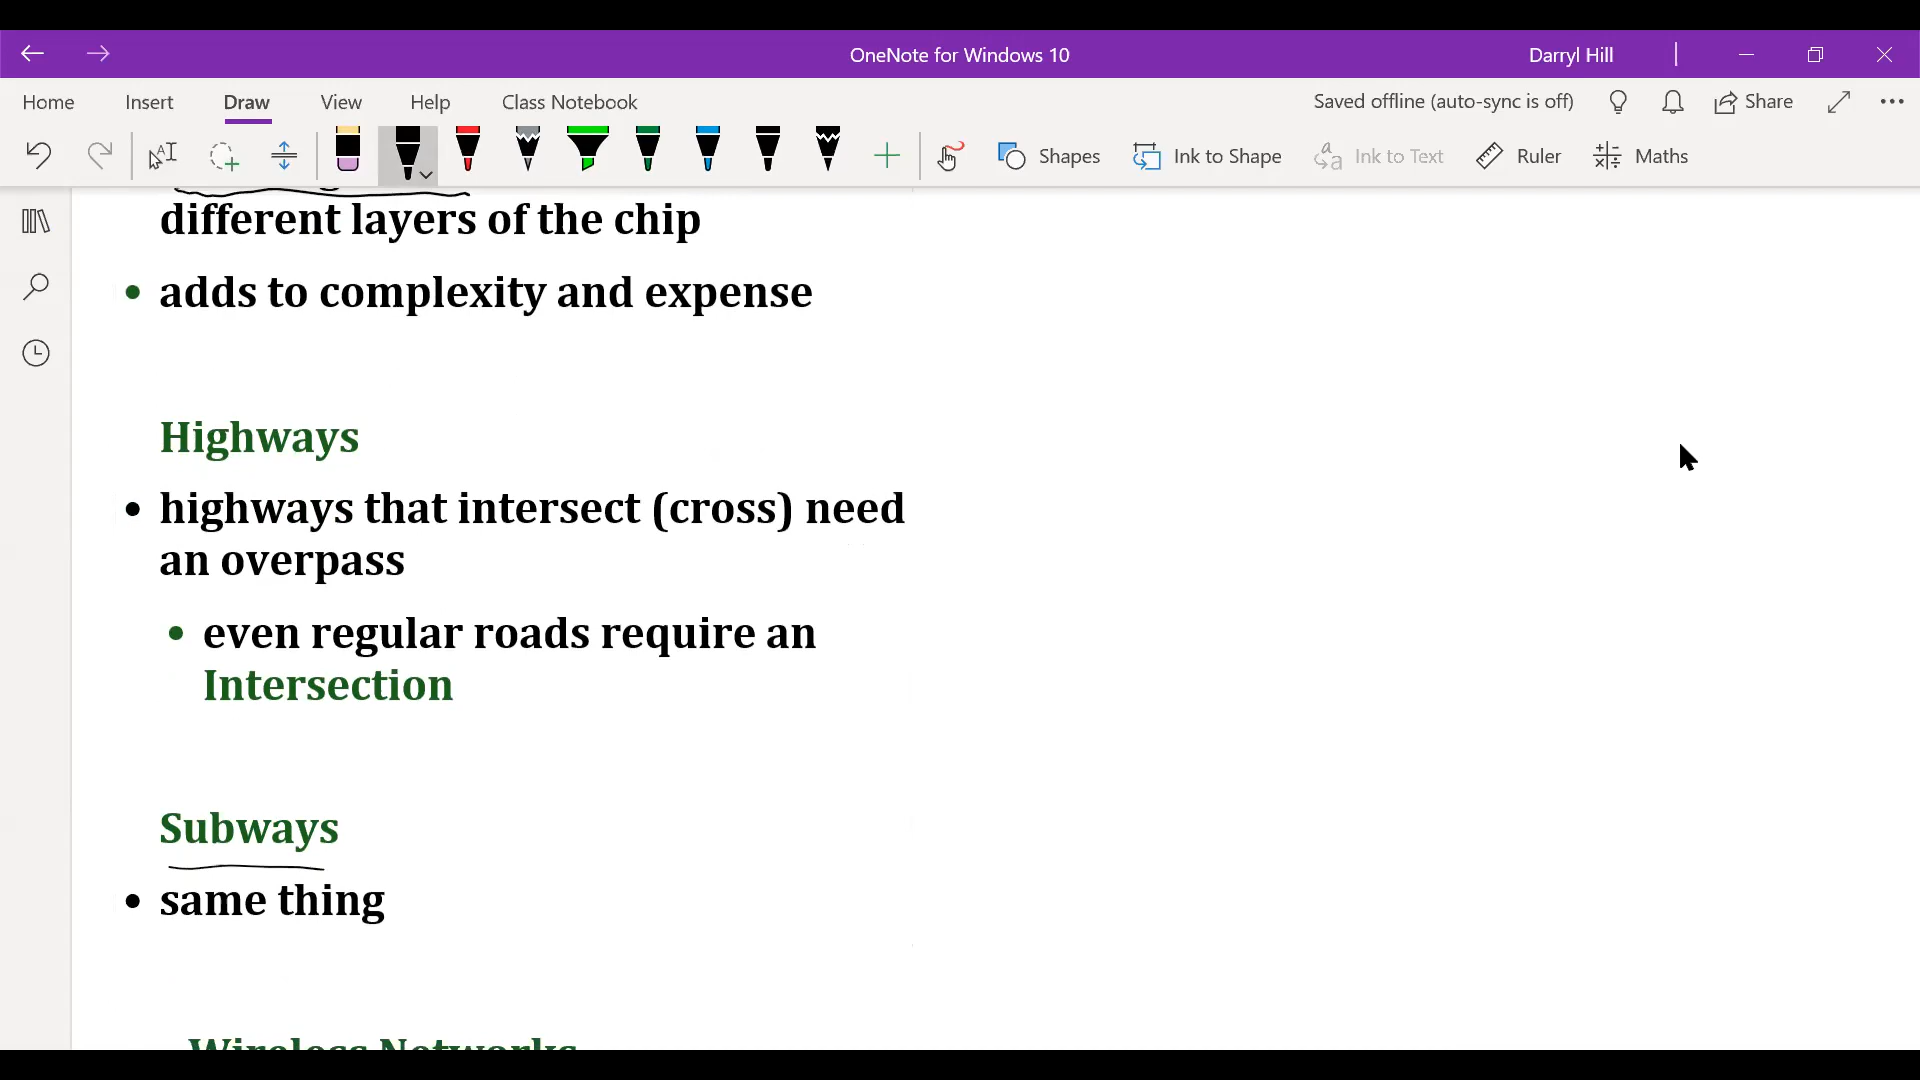 OneNote for Windows 10
Darryl Hill
Home Insert Draw View Help Class Notebook
Saved offline (auto-sync is off) Share
Shapes Ink to Shape Ink to Text Ruler Maths
different layers of the chip
• adds to complexity and expense
Highways
• highways that intersect (cross) need
an overpass
• even regular roads require an
Intersection
Subways
• same thing
Wireless Networks